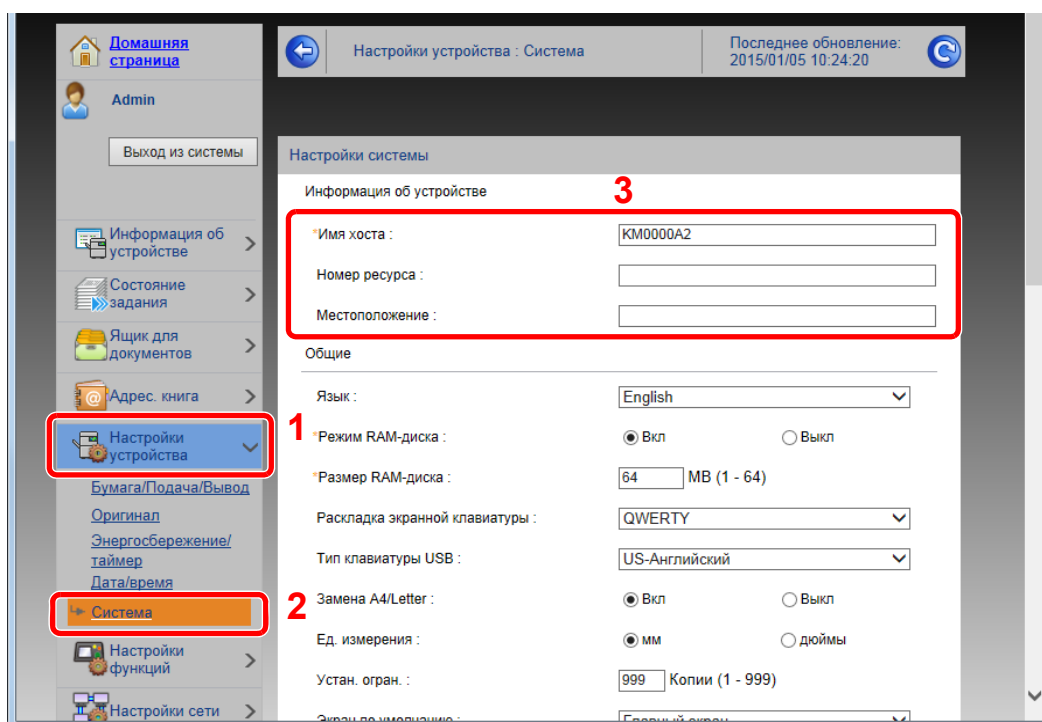 Домашняя
страница
Настройки устройства : Система
Последнее обновление:
2015/01/05 10:24:20
Admin
Выход из системы
Настройки системы
Информация об устройстве
3
*Имя хоста :
KM0000A2
Номер ресурса :
Местоположение :
Информация об
устройстве
Состояние
задания
Ящик для
документов
Адрес. книга
1
Настройки
устройства
Бумага/Подача/Вывод
Оригинал
Энергосбережение/
таймер
Дата/время
2
Система
Настройки
функций
Настройки сети
Общие
Язык :
English
*Режим RAM-диска :
Вкл
Выкл
*Размер RAM-диска :
64
MB (1 - 64)
Раскладка экранной клавиатуры :
QWERTY
Тип клавиатуры USB :
US-Английский
Замена A4/Letter :
Вкл
Выкл
Ед. измерения :
мм
дюймы
Устан. огран. :
999
Копии (1 - 999)
Экран по умолчанию :
Главный экран